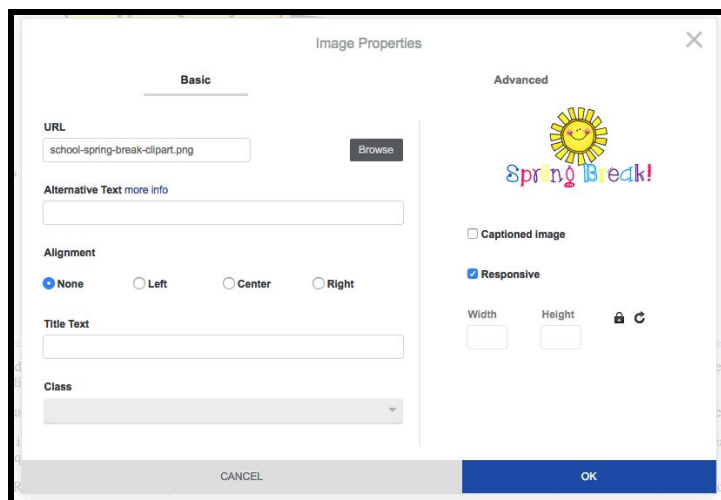 Image Properties
Basic
Advanced
URL
school-spring-break-clipart.png
Browse
Alternative Text more info
Alignment
None
Left
Center
Right
Title Text
Class
Spring Break!
Captioned image
Responsive
Width
Height
CANCEL
OK